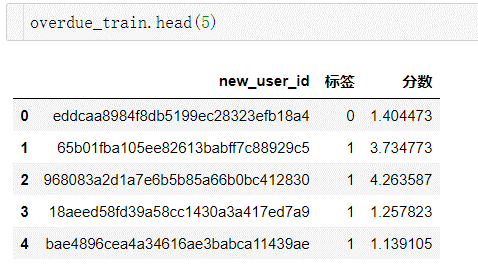 overdue_train.head(5)
new_user_id 标签 分数
0 eddcaa8984f8db5199ec28323efb18a4 0 1.404473
1 65b01fba105ee82613babff7c88929c5 1 3.734773
2 968083a2d1a7e6b5b85a66b0bc412830 1 4.263587
3 18aeed58fd39a58cc1430a3a417ed7a9 1 1.257823
4 bae4896cea4a34616ae3babca11439ae 1 1.139105